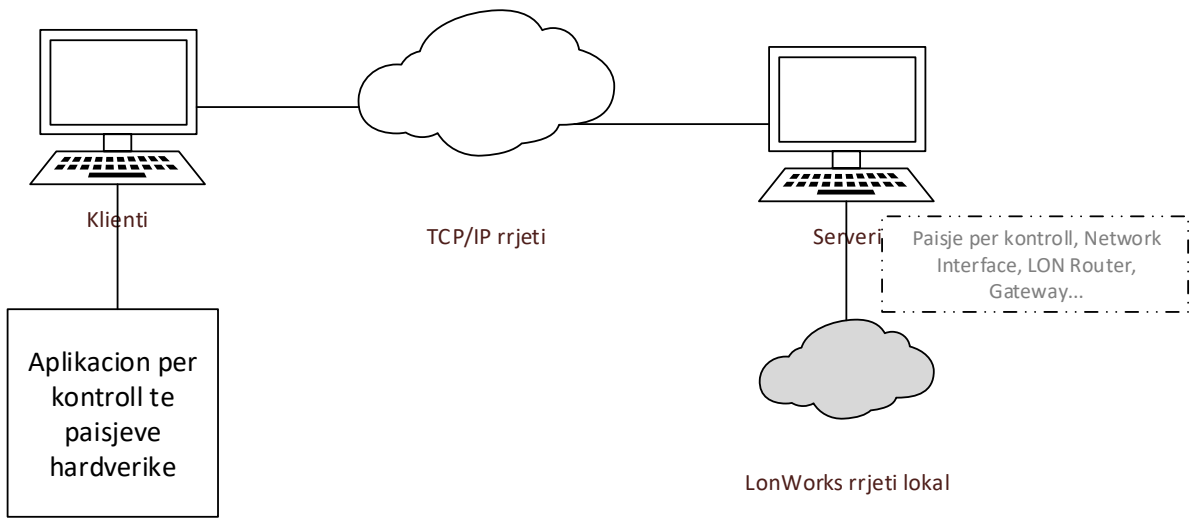 Klienti
TCP/IP rrjeti
Serveri
Paisje per kontroll, Network
Interface, LON Router,
Gateway...
Aplikacion per
kontroll te
paisjeve
hardverike
LonWorks rrjeti lokal